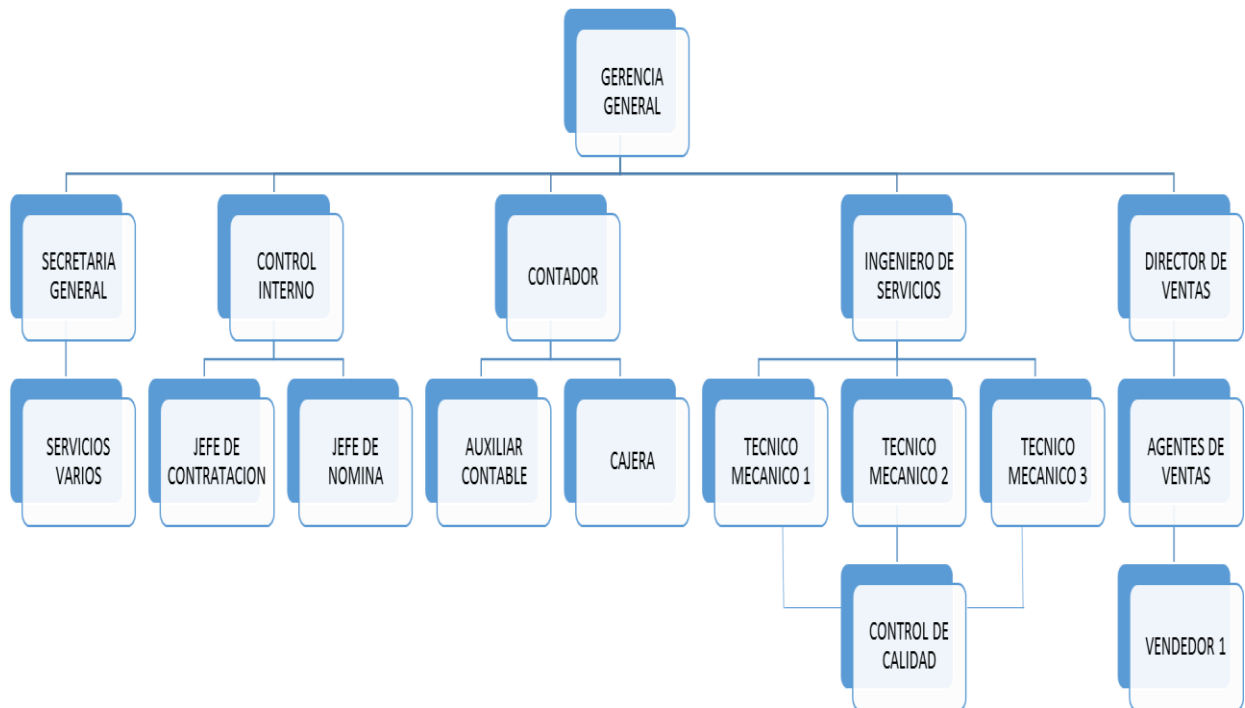 GERENCIA
GENERAL
SECRETARIA
GENERAL
CONTROL
INTERNO
CONTADOR
INGENIERO DE
SERVICIOS
DIRECTOR DE
VENTAS
SERVICIOS
VARIOS
JEFE DE
CONTRATACION
JEFE DE
NOMINA
AUXILIAR
CONTABLE
CAJERA
TECNICO
MECANICO 1
TECNICO
MECANICO 2
TECNICO
MECANICO 3
AGENTES DE
VENTAS
CONTROL DE
CALIDAD
VENDEDOR 1